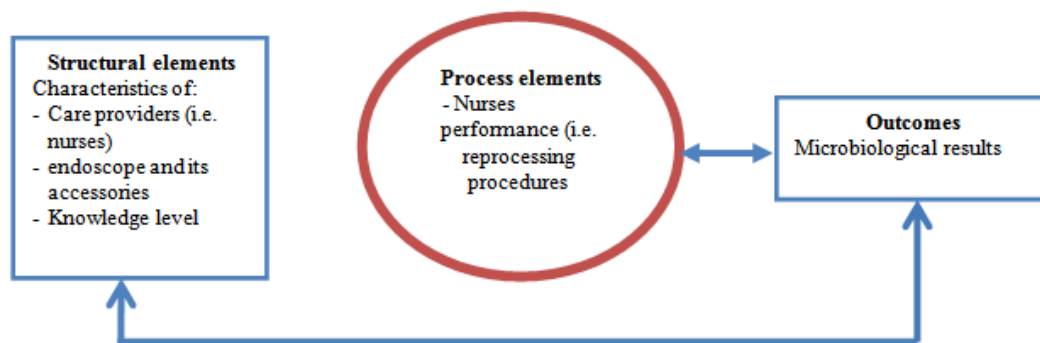 Structural elements
Characteristics of:
- Care providers (i.e.
nurses)
- endoscope and its
accessories
- Knowledge level
Process elements
- Nurses
performance (i.e.
reprocessing
procedures
Outcomes
Microbiological results